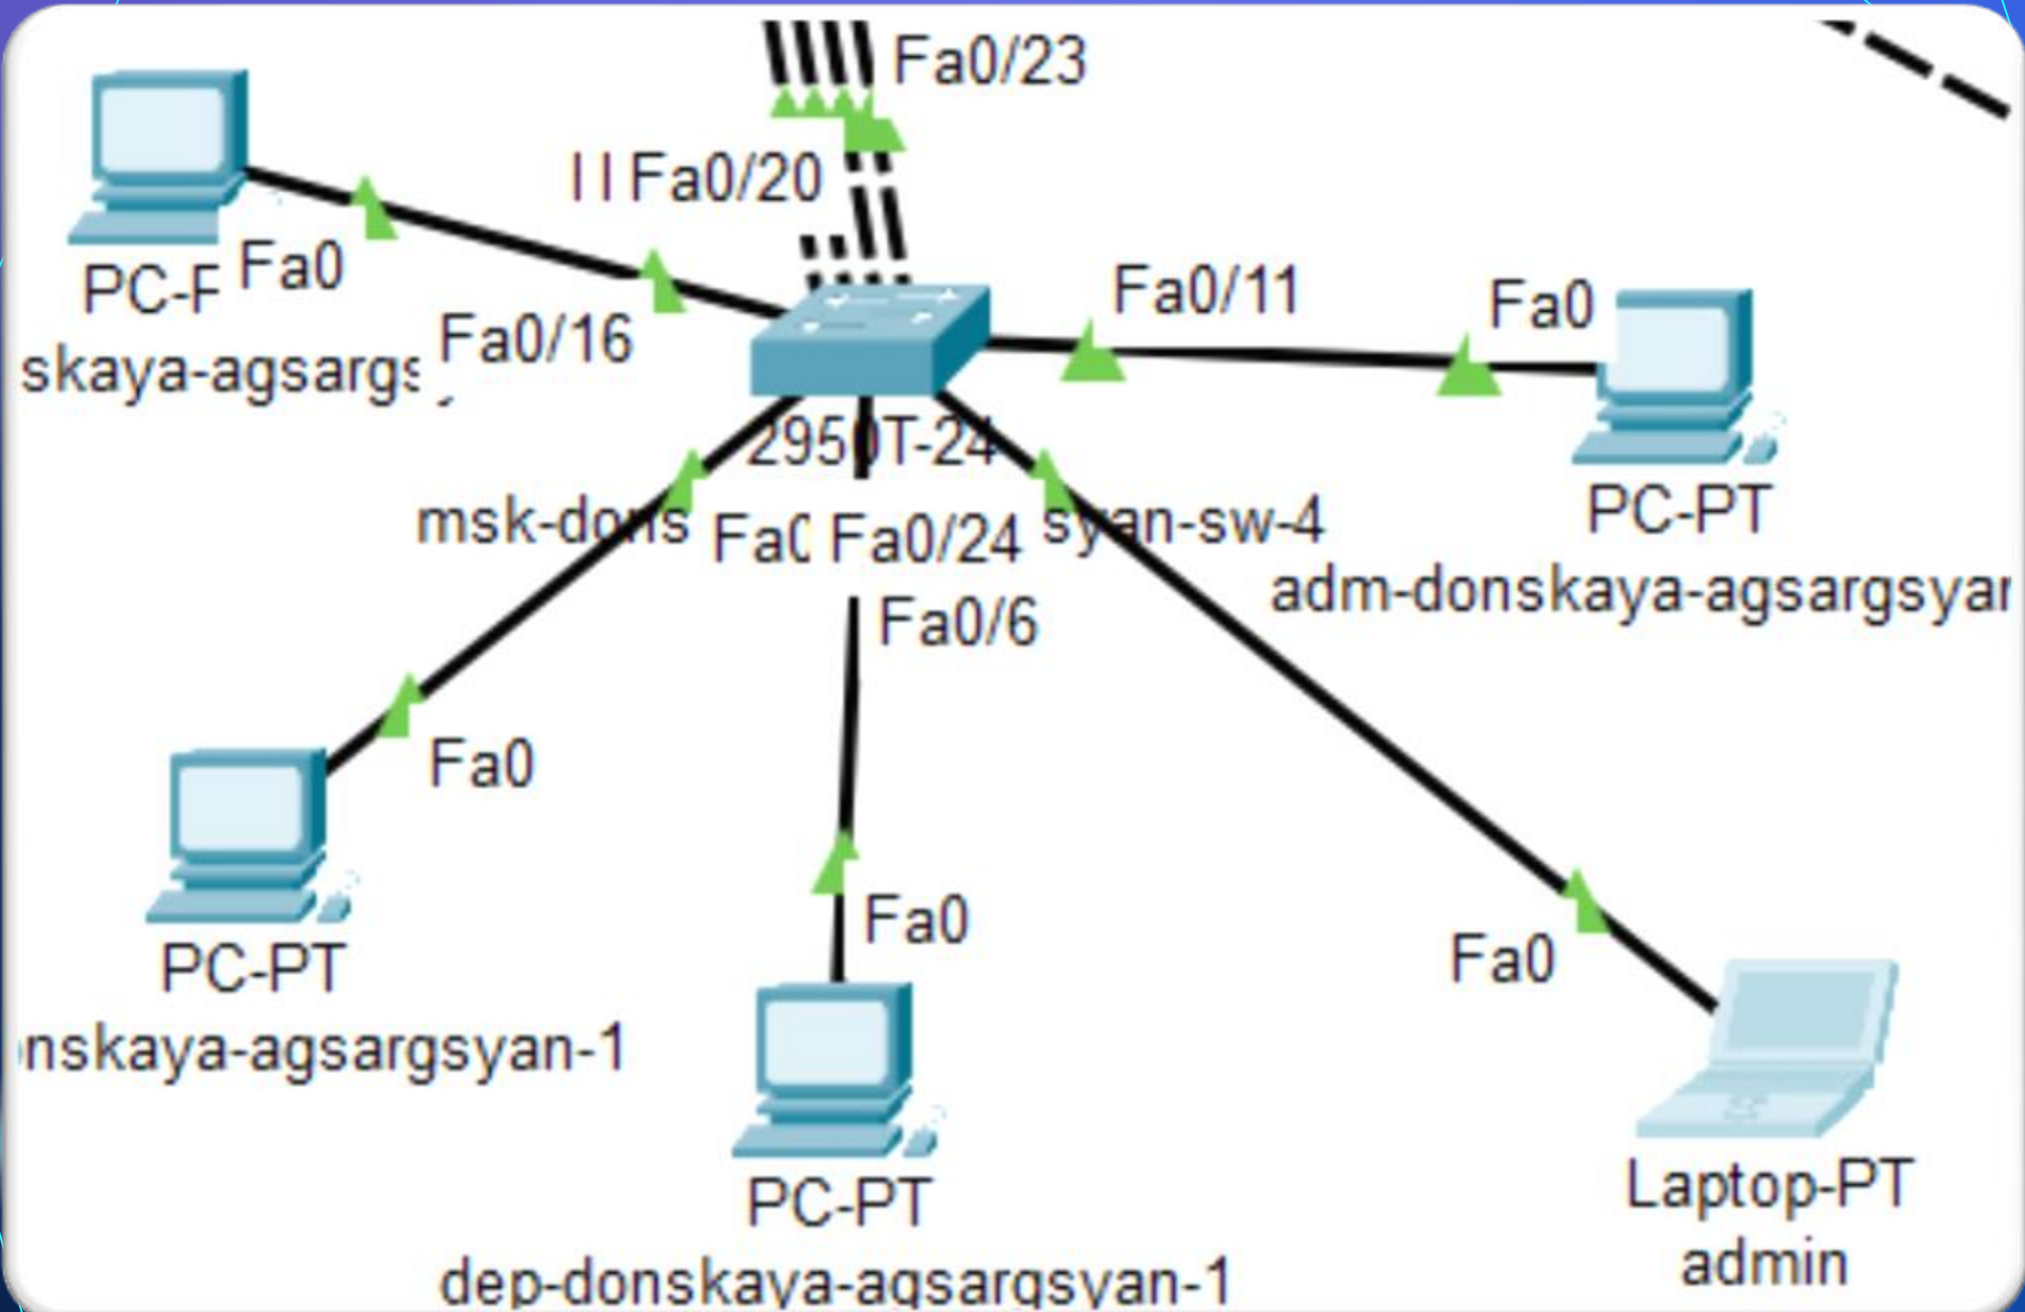 Fa0/23
Fa0/20
Fa0
PC-P
skaya-agsargs
Fa0/16
Fa0/11
Fa0
2950T-24
msk-dons
Fa0
Fa0/24
syan-sw-4
PC-PT
adm-donskaya-agsargsyan
Fa0/6
Fa0
PC-PT
nskaya-agsargsyan-1
Fa0
PC-PT
dep-donskaya-agsargsyan-1
Fa0
Laptop-PT
admin